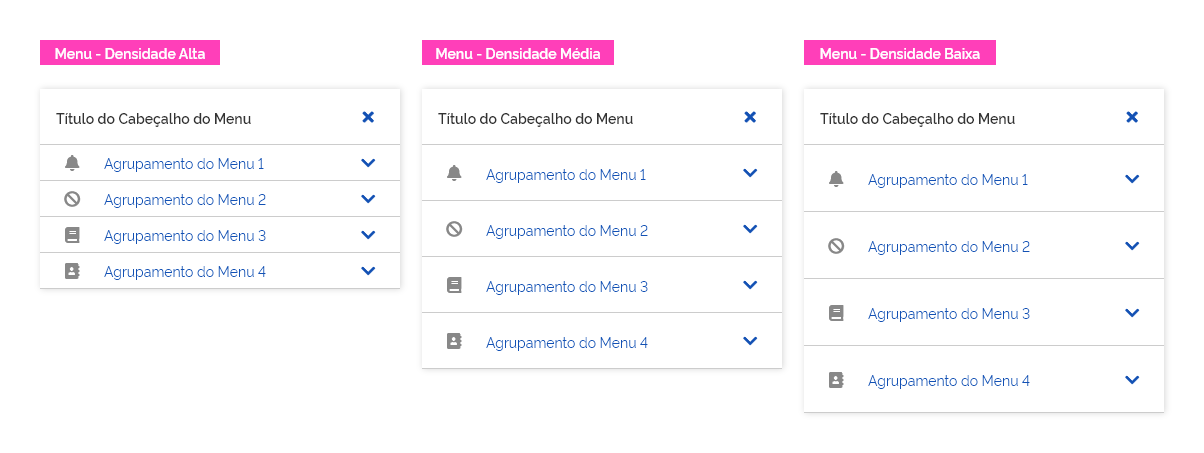 Menu - Densidade Alta
Título do Cabeçalho do Menu
Agrupamento do Menu 1
Agrupamento do Menu 2
Agrupamento do Menu 3
Agrupamento do Menu 4
Menu - Densidade Média
Título do Cabeçalho do Menu
Agrupamento do Menu 1
Agrupamento do Menu 2
Agrupamento do Menu 3
Agrupamento do Menu 4
Menu - Densidade Baixa
Título do Cabeçalho do Menu
Agrupamento do Menu 1
Agrupamento do Menu 2
Agrupamento do Menu 3
Agrupamento do Menu 4